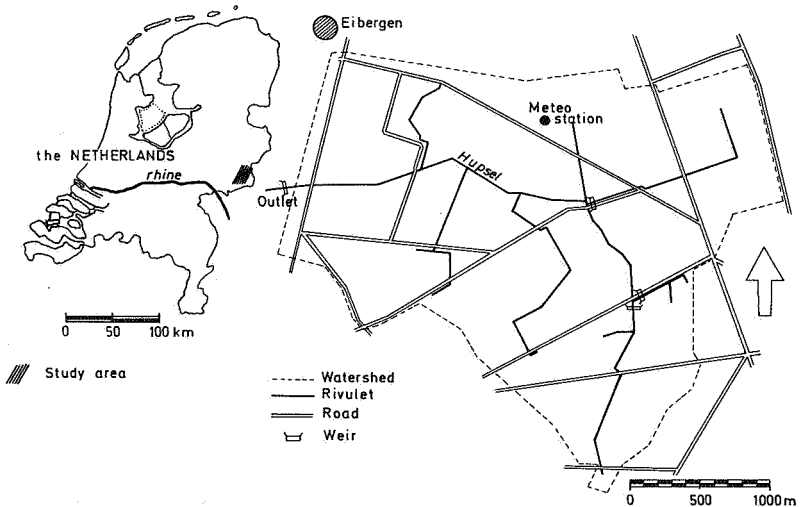 Eibergen
Meteo
station
the NETHERLANDS
rhine
Hupsel
Outlet
0 50 100 km
Study area
Watershed
Rivulet
Road
Weir
0 500 1000 m